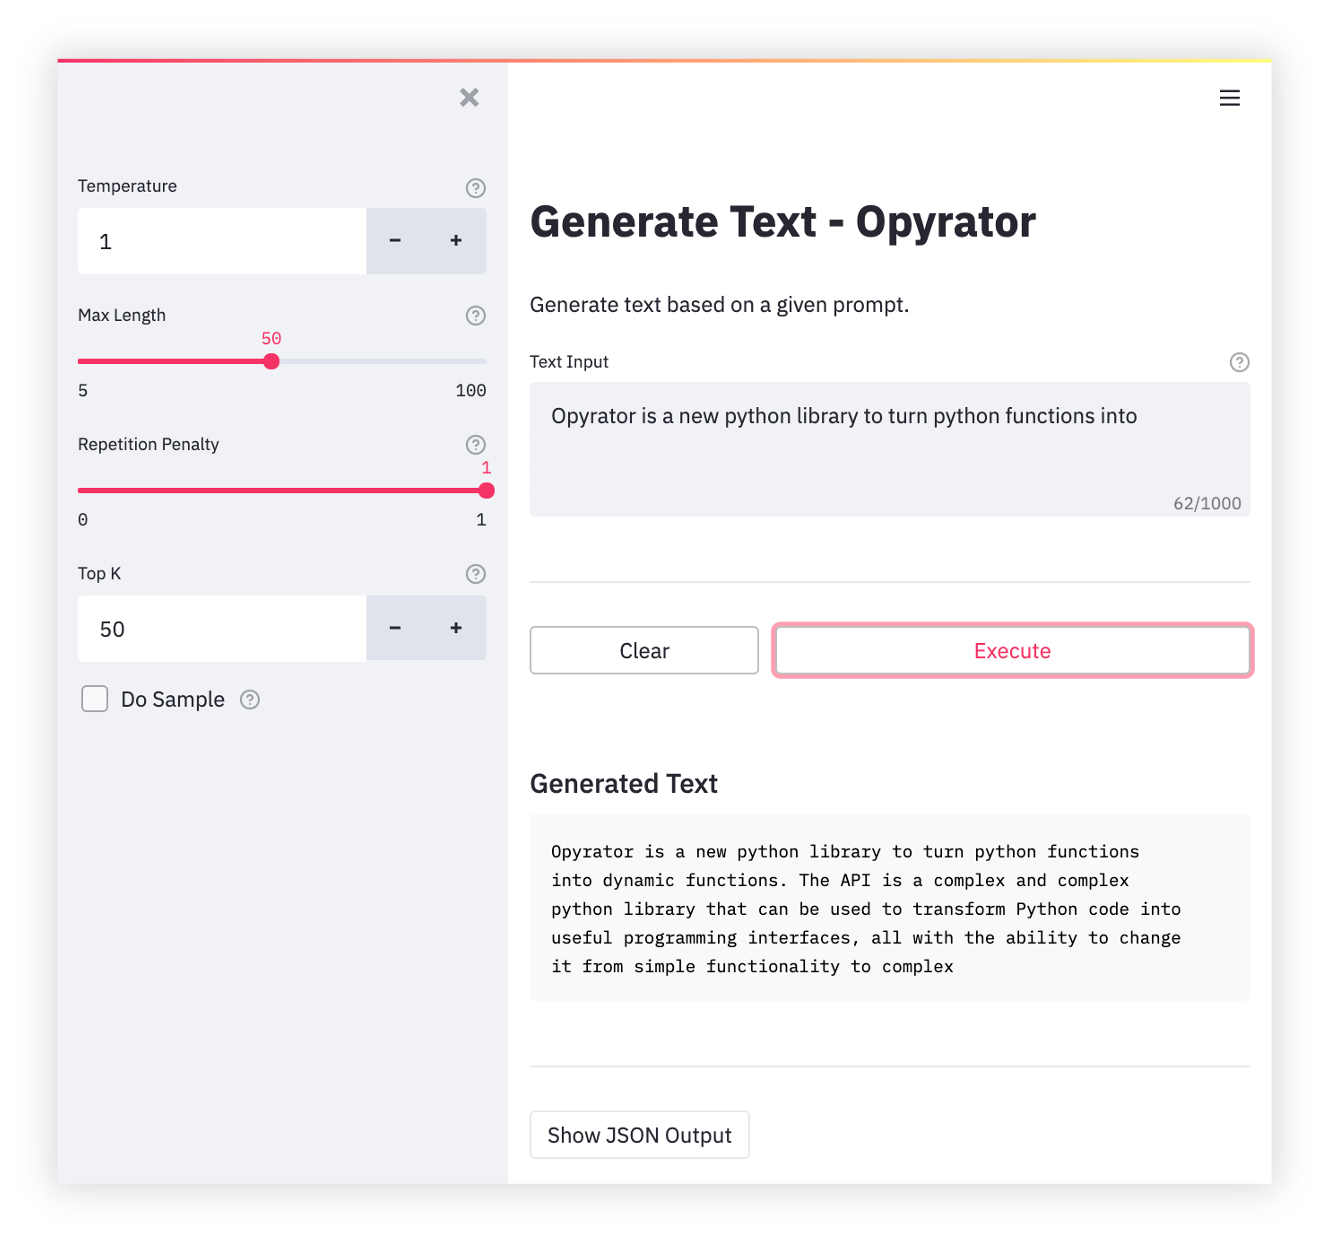 Temperature
1
- +
Max Length
50
5 100
Repetition Penalty
1
0 1
Top K
50
- +
Do Sample
Generate Text - Opyrator
Generate text based on a given prompt.
Text Input
Opyrator is a new python library to turn python functions into
62/1000
Clear
Execute
Generated Text
Opyrator is a new python library to turn python functions
into dynamic functions. The API is a complex and complex
python library that can be used to transform Python code into
useful programming interfaces, all with the ability to change
it from simple functionality to complex
Show JSON Output